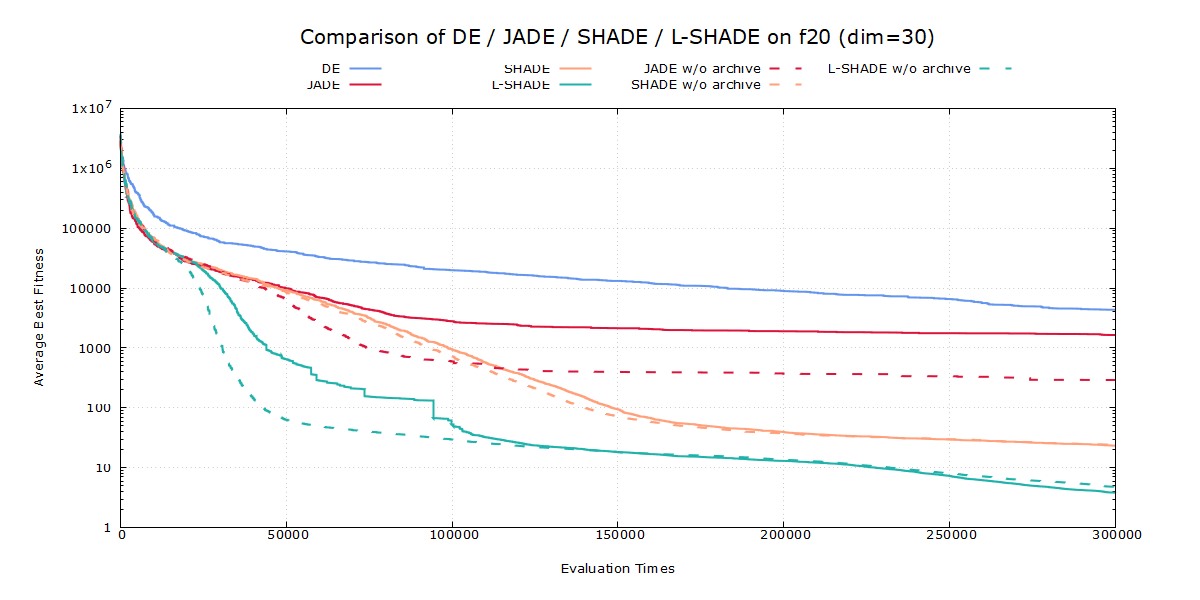 Comparison of DE / JADE / SHADE / L-SHADE on f20 (dim=30)
DE SHADE JADE w/o archive L-SHADE w/o archive
JADE L-SHADE SHADE w/o archive
1x10^7
1x10^6
100000
10000
1000
100
10
1
Average Best Fitness
0 50000 100000 150000 200000 250000 300000
Evaluation Times